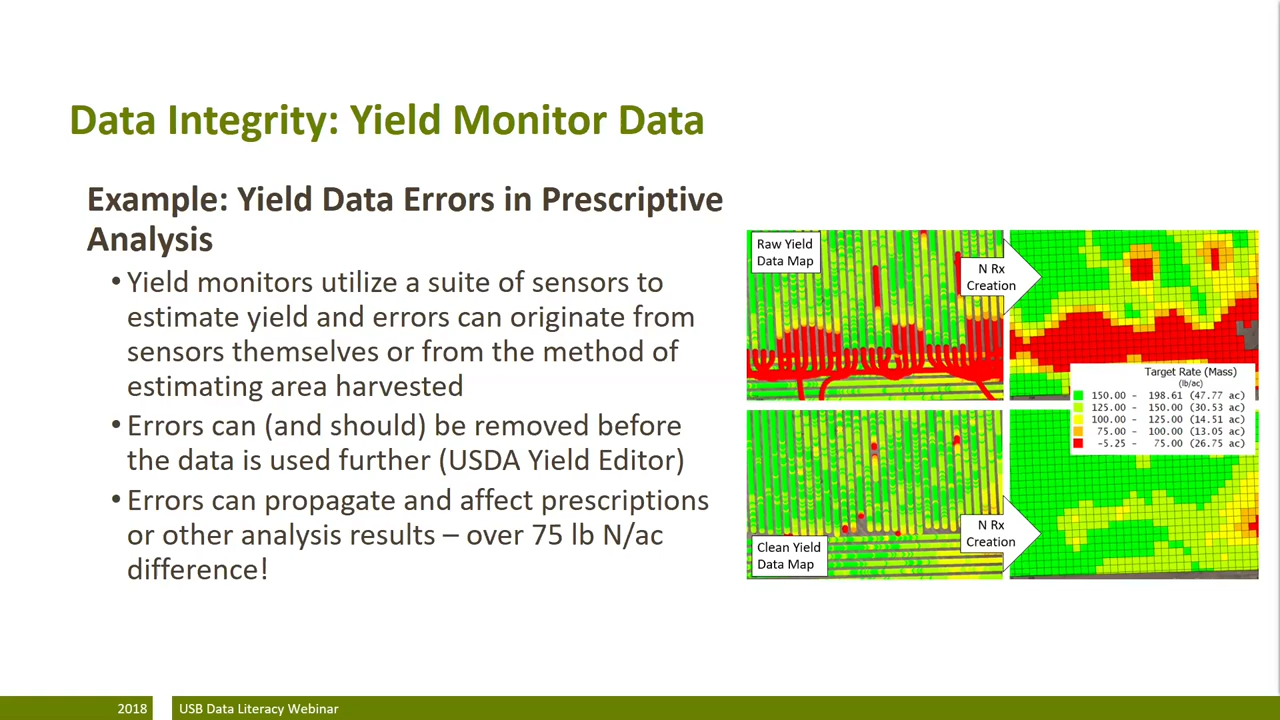 Data Integrity: Yield Monitor Data
Example: Yield Data Errors in Prescriptive
Analysis
• Yield monitors utilize a suite of sensors to
estimate yield and errors can originate from
sensors themselves or from the method of
estimating area harvested
• Errors can (and should) be removed before
the data is used further (USDA Yield Editor)
• Errors can propagate and affect prescriptions
or other analysis results – over 75 lb N/ac
difference!
Raw Yield
Data Map
N Rx
Creation
Target Rate (Mass)
(lb/ac)
150.00 - 198.61 (47.77 ac)
125.00 - 150.00 (30.53 ac)
100.00 - 125.00 (14.51 ac)
75.00 - 100.00 (13.05 ac)
-5.25 - 75.00 (26.75 ac)
Clean Yield
Data Map
N Rx
Creation
2018
USB Data Literacy Webinar